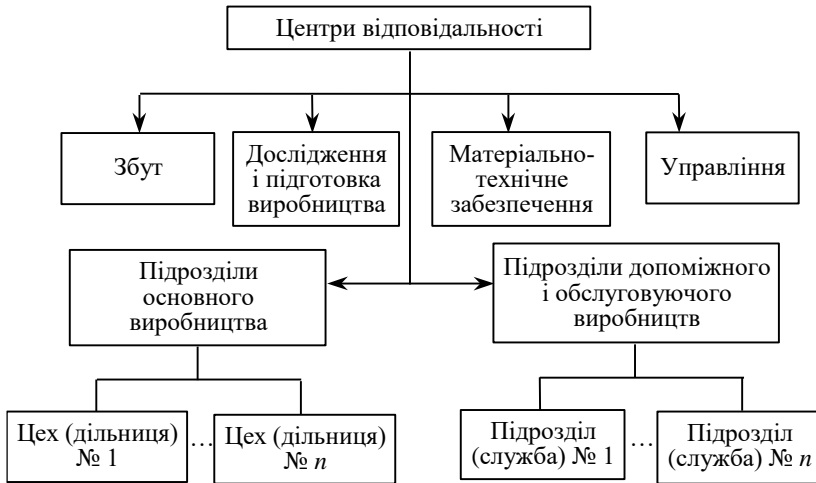 Центри відповідальності
Збут
Дослідження
і підготовка
виробництва
Матеріально-
технічне
забезпечення
Управління
Підрозділи
основного
виробництва
Підрозділи допоміжного
і обслуговуючого
виробництв
Цех (дільниця)
№ 1
...
Цех (дільниця)
№ n
Підрозділ
(служба) № 1
...
Підрозділ
(служба) № n